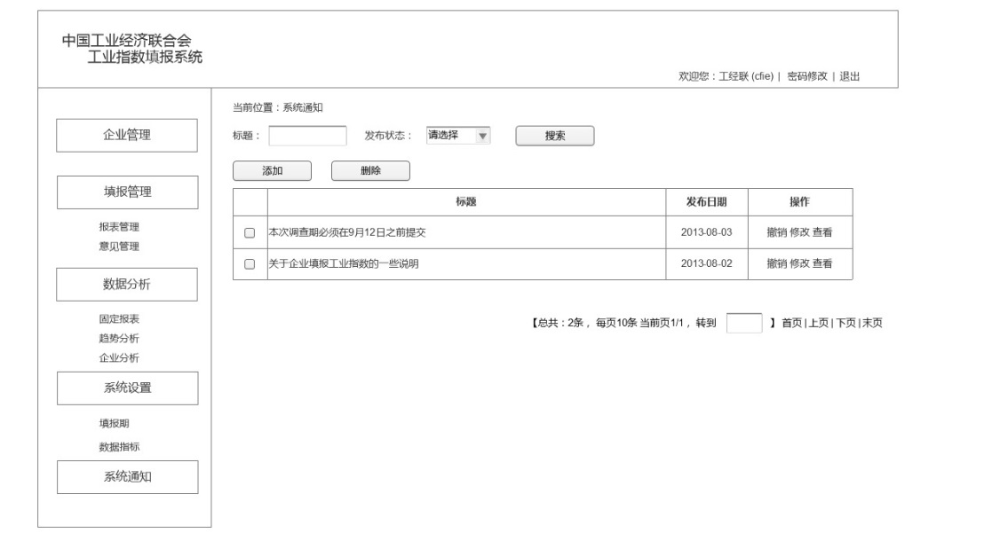 中国工业经济联合会
工业指数填报系统
欢迎您：工经联 (cfie) | 密码修改 | 退出
企业管理
填报管理
报表管理
意见管理
数据分析
固定报表
趋势分析
企业分析
系统设置
填报期
数据指标
系统通知
当前位置：系统通知
标题： 发布状态： 请选择 搜索
添加 删除
标题 发布日期 操作
本次调查期必须在9月12日之前提交 2013-08-03 撤销 修改 查看
关于企业填报工业指数的一些说明 2013-08-02 撤销 修改 查看
【总共：2条，每页10条 当前页1/1，转到 】首页|上页|下页|末页